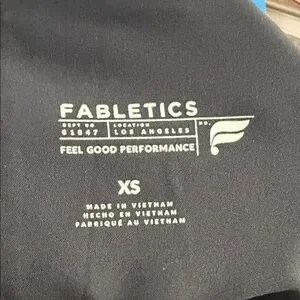 FABLETICS
DEPT NO LOCATION NO.
01847 LOS ANGELES
FEEL GOOD PERFORMANCE
XS
MADE IN VIETNAM
HECHO EN VIETNAM
FABRIQUÉ AU VIETNAM